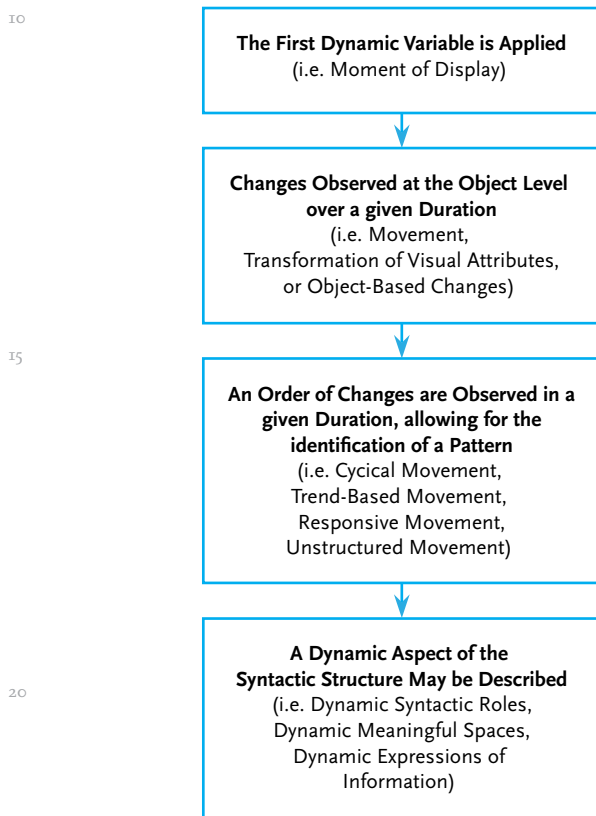 10
The First Dynamic Variable is Applied
(i.e. Moment of Display)
Changes Observed at the Object Level
over a given Duration
(i.e. Movement,
Transformation of Visual Attributes,
or Object-Based Changes)
15
An Order of Changes are Observed in a
given Duration, allowing for the
identification of a Pattern
(i.e. Cycical Movement,
Trend-Based Movement,
Responsive Movement,
Unstructured Movement)
A Dynamic Aspect of the
Syntactic Structure May be Described
20
(i.e. Dynamic Syntactic Roles,
Dynamic Meaningful Spaces,
Dynamic Expressions of
Information)